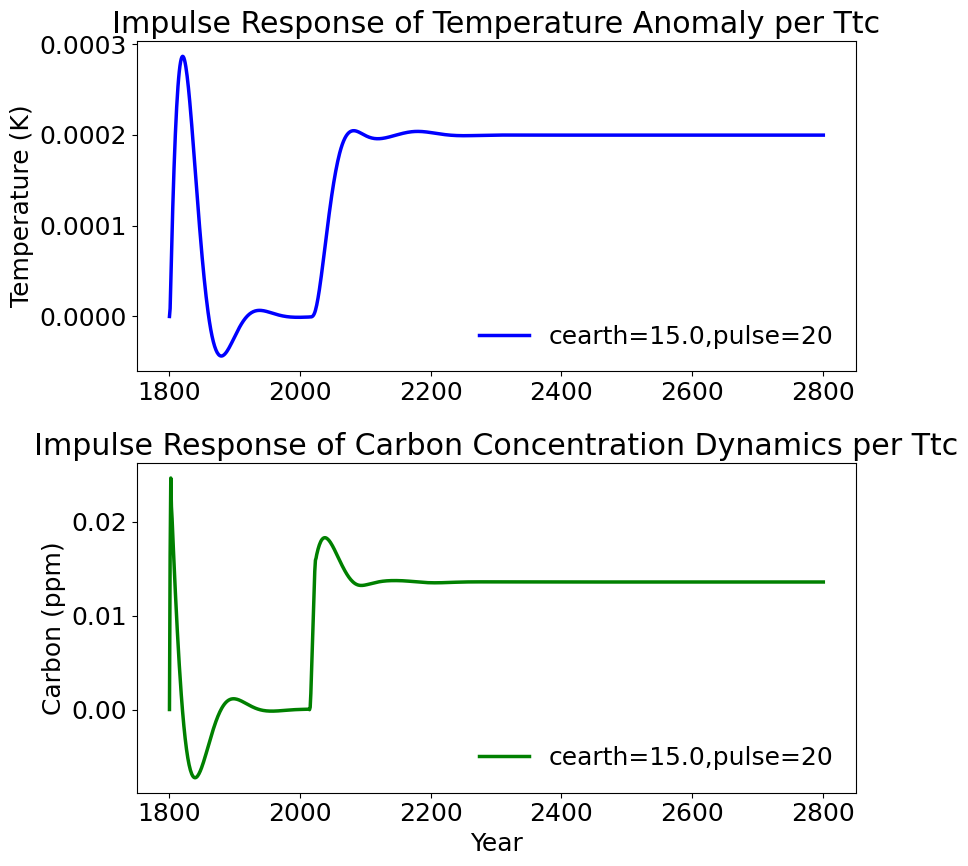 Impulse Response of Temperature Anomaly per Ttc
Temperature (K)
0.0003
0.0002
0.0001
0.0000
cearth=15.0,pulse=20
1800 2000 2200 2400 2600 2800
Impulse Response of Carbon Concentration Dynamics per Ttc
Carbon (ppm)
0.02
0.01
0.00
cearth=15.0,pulse=20
1800 2000 2200 2400 2600 2800
Year